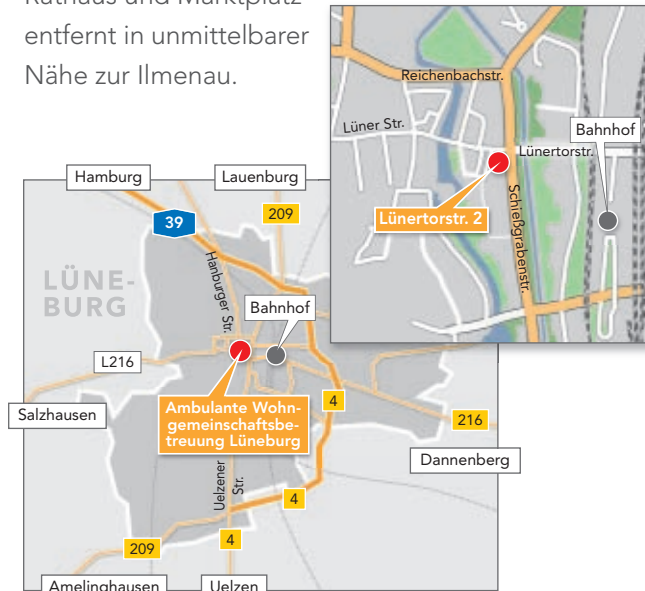 Rathaus und Marktplatz
entfernt in unmittelbarer
Nähe zur Ilmenau.
Reichenbachstr.
Lüner Str.
Bahnhof
Lünertorstr.
Lünertorstr. 2
Schießgrabenstr.
Hamburg
Lauenburg
39
209
LÜNE-
BURG
Hanburger Str.
Bahnhof
L216
Salzhausen
Ambulante Wohn-
gemeinschaftsbe-
treuung Lüneburg
4
216
Dannenberg
Uelzener
Str.
4
209
4
Amelinghausen
Uelzen